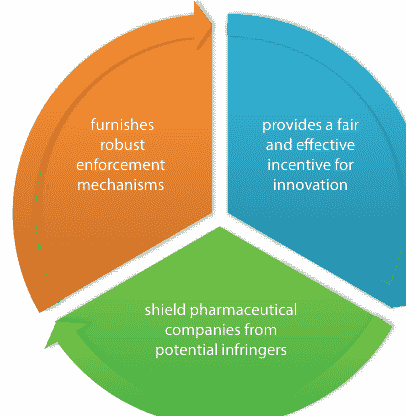 furnishes
robust
enforcement
mechanisms
provides a fair
and effective
incentive for
innovation
shield pharmaceutical
companies from
potential infringers